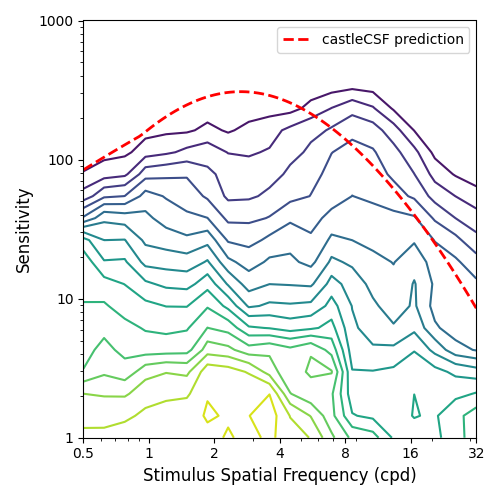 1000
castleCSF prediction
100
10
1
Sensitivity
0.5 1 2 4 8 16 32
Stimulus Spatial Frequency (cpd)